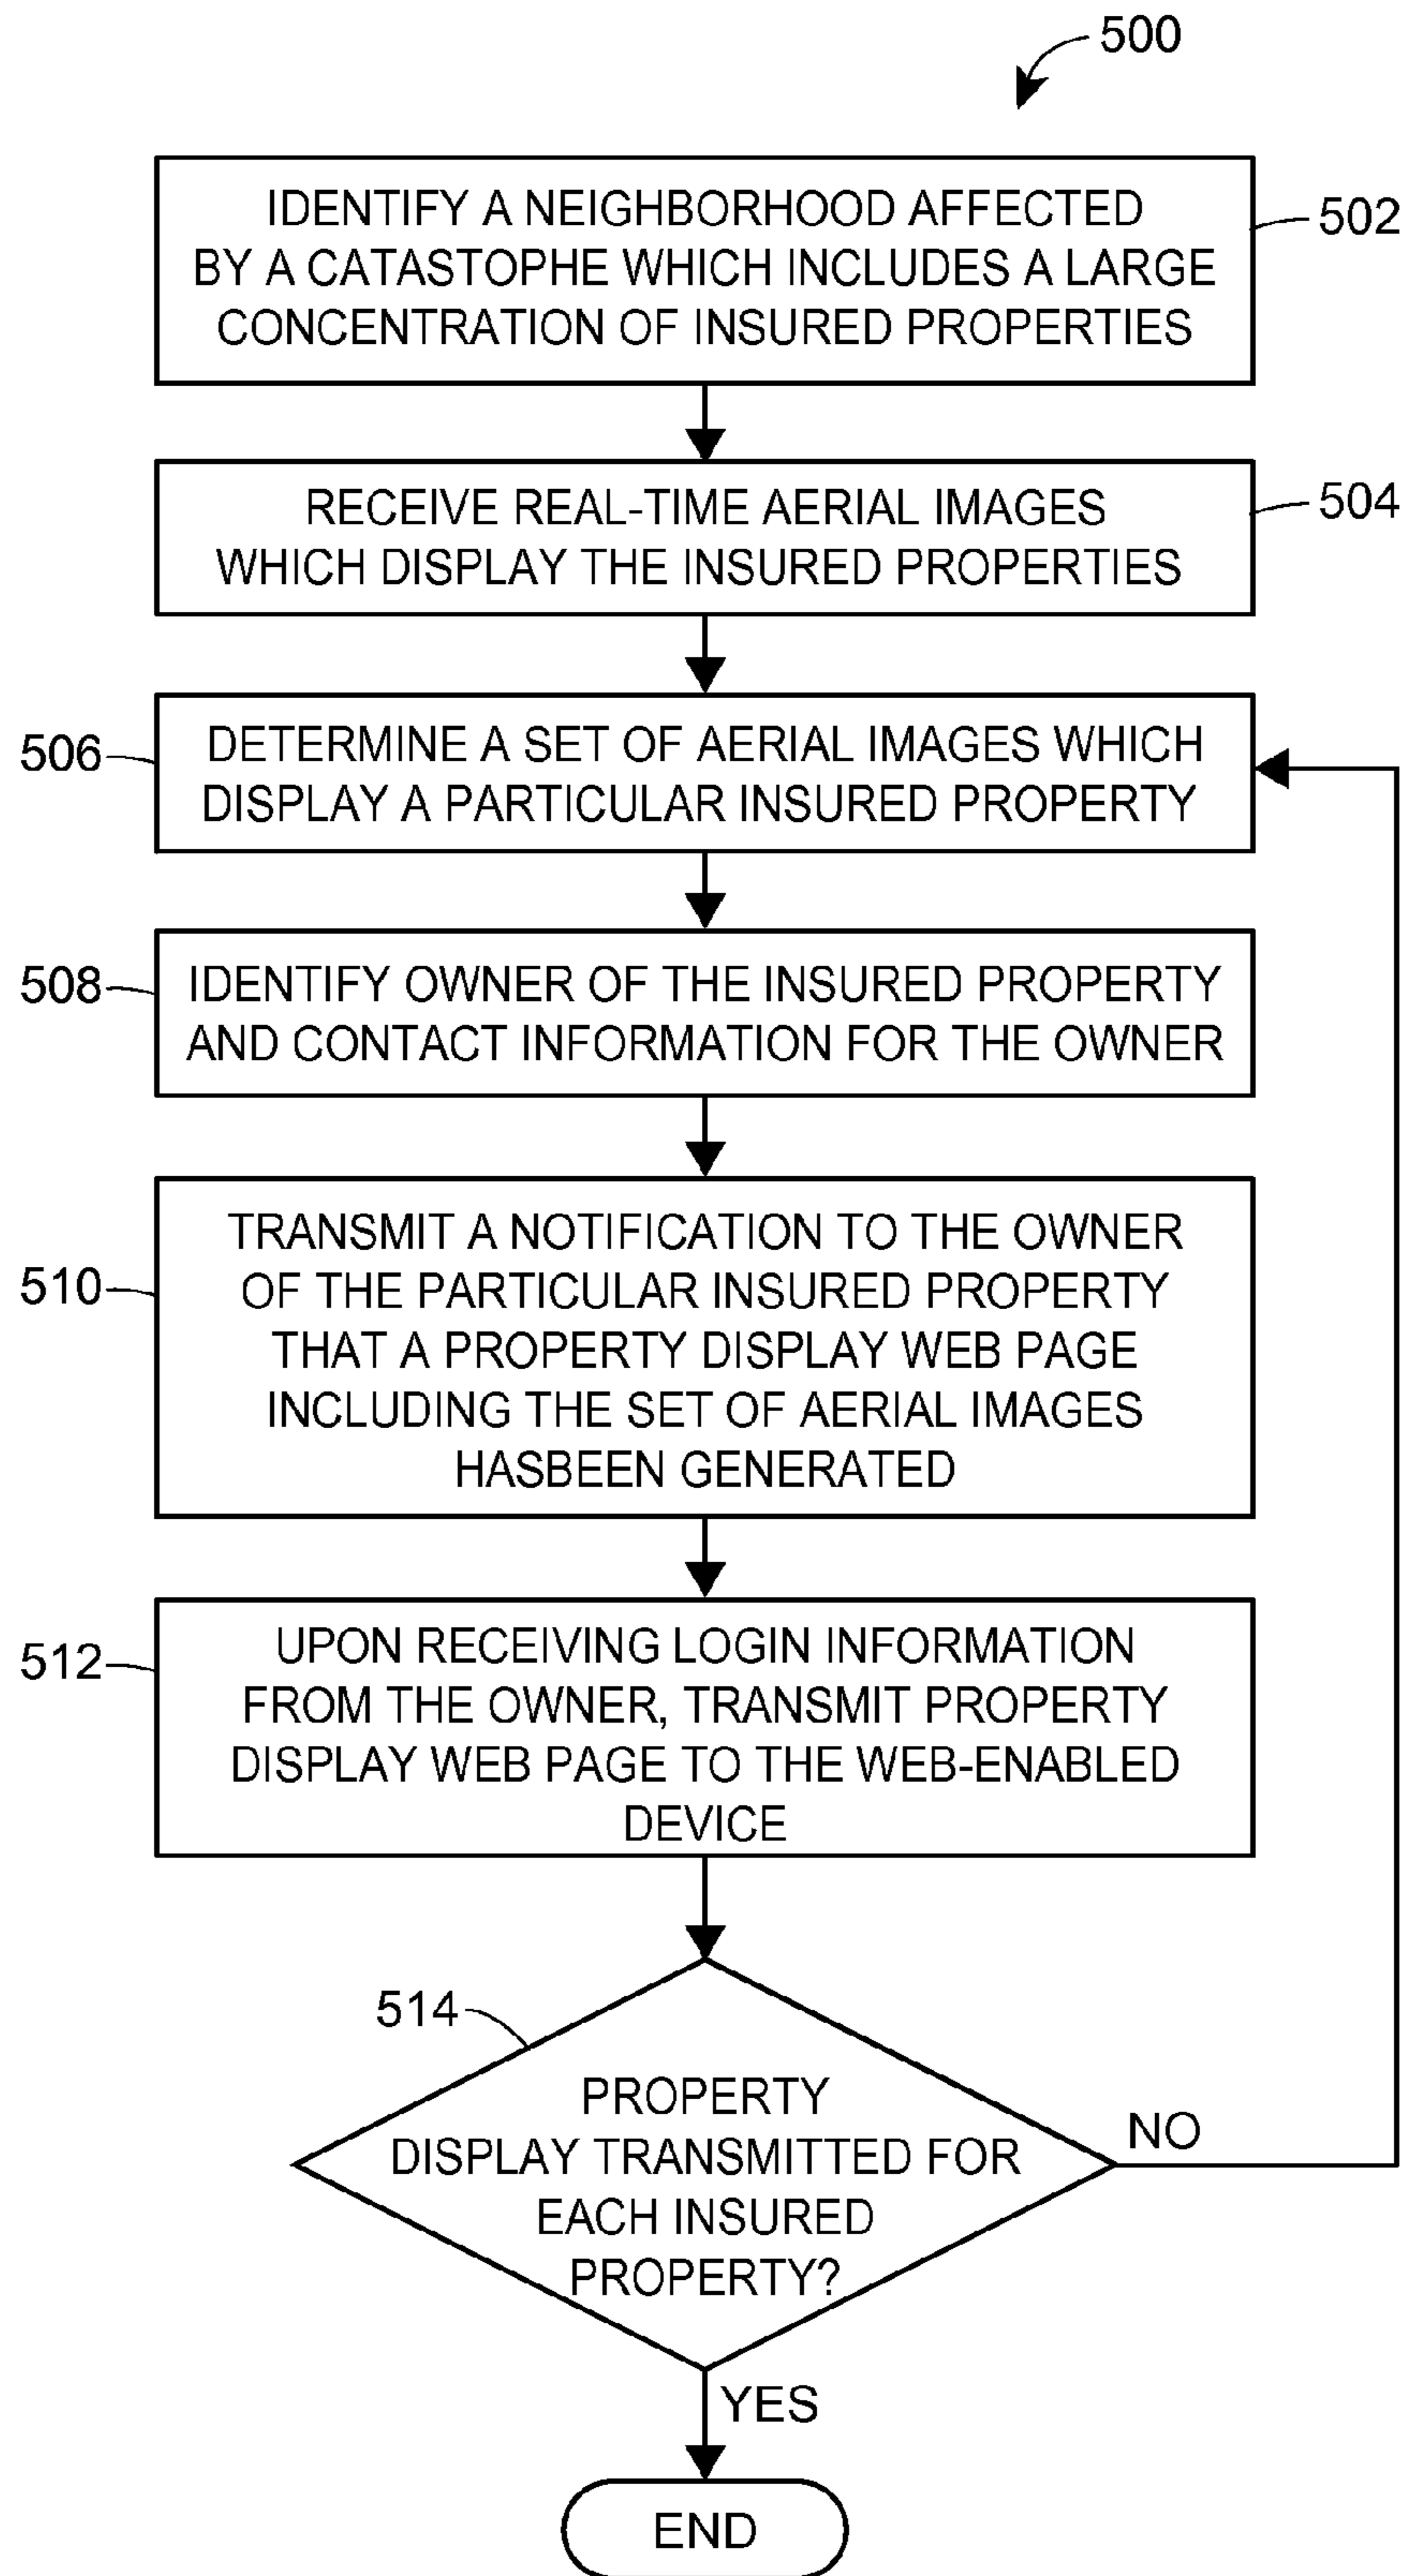 500
IDENTIFY A NEIGHBORHOOD AFFECTED
BY A CATASTOPHE WHICH INCLUDES A LARGE
CONCENTRATION OF INSURED PROPERTIES
502
RECEIVE REAL-TIME AERIAL IMAGES
WHICH DISPLAY THE INSURED PROPERTIES
504
506
DETERMINE A SET OF AERIAL IMAGES WHICH
DISPLAY A PARTICULAR INSURED PROPERTY
508
IDENTIFY OWNER OF THE INSURED PROPERTY
AND CONTACT INFORMATION FOR THE OWNER
510
TRANSMIT A NOTIFICATION TO THE OWNER
OF THE PARTICULAR INSURED PROPERTY
THAT A PROPERTY DISPLAY WEB PAGE
INCLUDING THE SET OF AERIAL IMAGES
HASBEEN GENERATED
512
UPON RECEIVING LOGIN INFORMATION
FROM THE OWNER, TRANSMIT PROPERTY
DISPLAY WEB PAGE TO THE WEB-ENABLED
DEVICE
514
PROPERTY
DISPLAY TRANSMITTED FOR
EACH INSURED
PROPERTY?
NO
YES
END